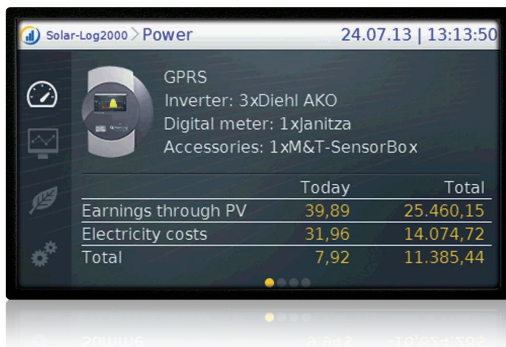 Solar-Log2000 > Power 24.07.13 | 13:13:50
GPRS
Inverter: 3xDiehl AKO
Digital meter: 1xJanitza
Accessories: 1xM&T-SensorBox
Today Total
Earnings through PV 39,89 25.460,15
Electricity costs 31,96 14.074,72
Total 7,92 11.385,44